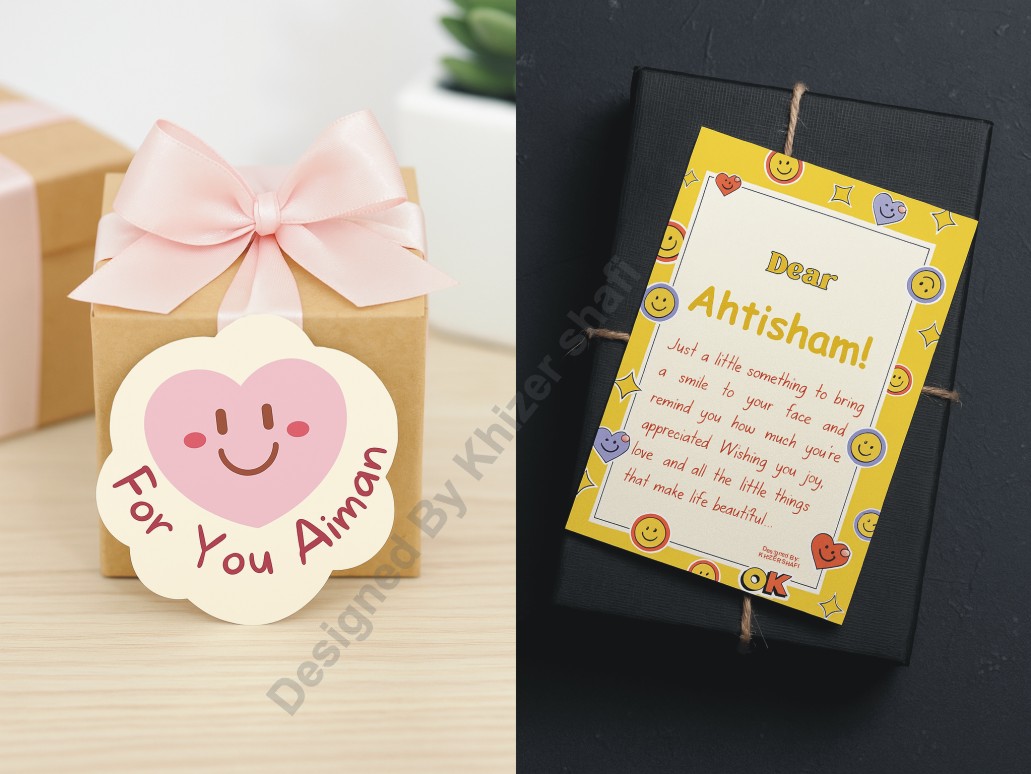 For You Aiman
Dear
Ahtisham!
Just a little something to bring
a smile to your face and
remind you how much you're
appreciated. Wishing you joy,
love and all the little things
that make life beautiful...
Designed By:
KHEERSHAFI
OK
Designed By Khizer shafi